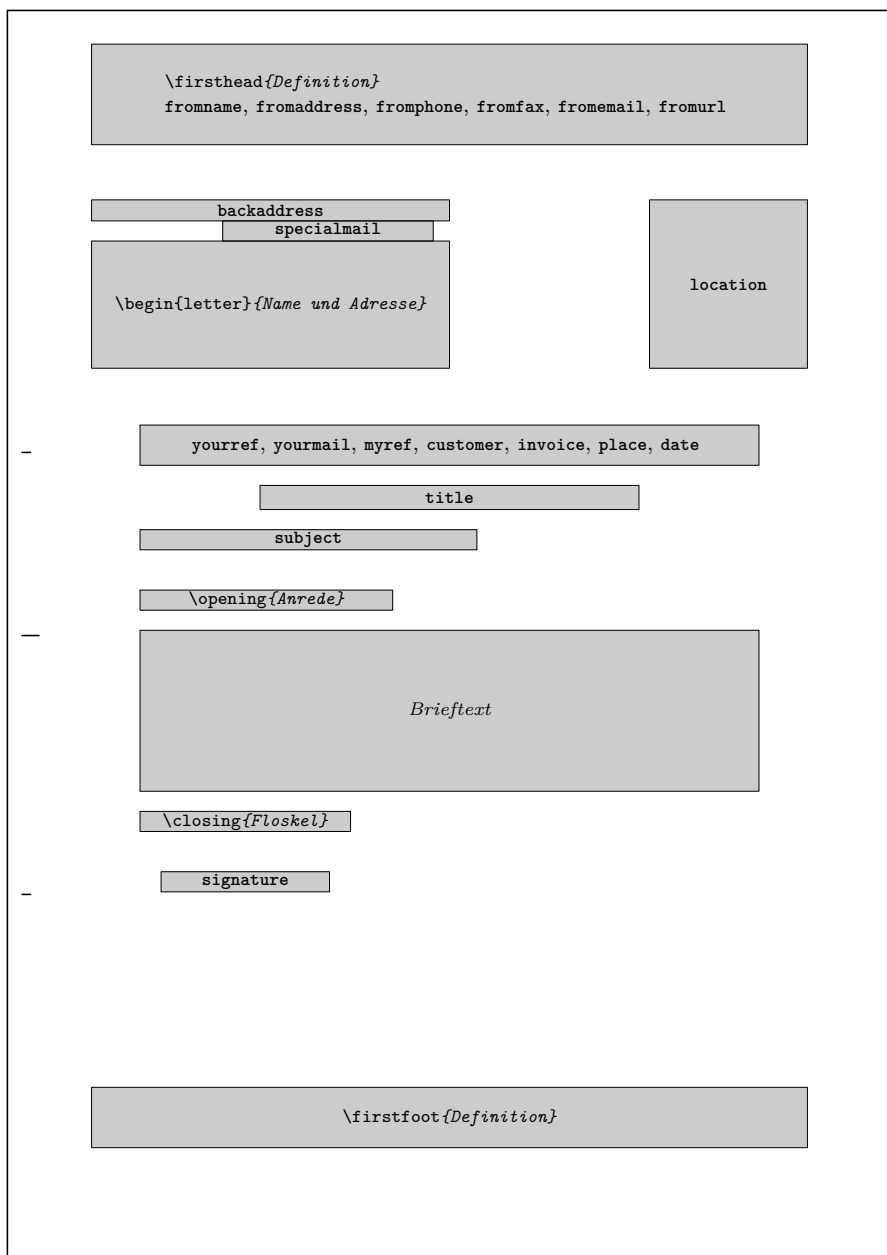 \firsthead{Definition}
fromname, fromaddress, fromphone, fromfax, fromemail, fromurl
backaddress
specialmail
\begin{letter}{Name und Adresse}
location
yourref, yourmail, myref, customer, invoice, place, date
title
subject
\opening{Anrede}
Brieftext
\closing{Floskel}
signature
\firstfoot{Definition}